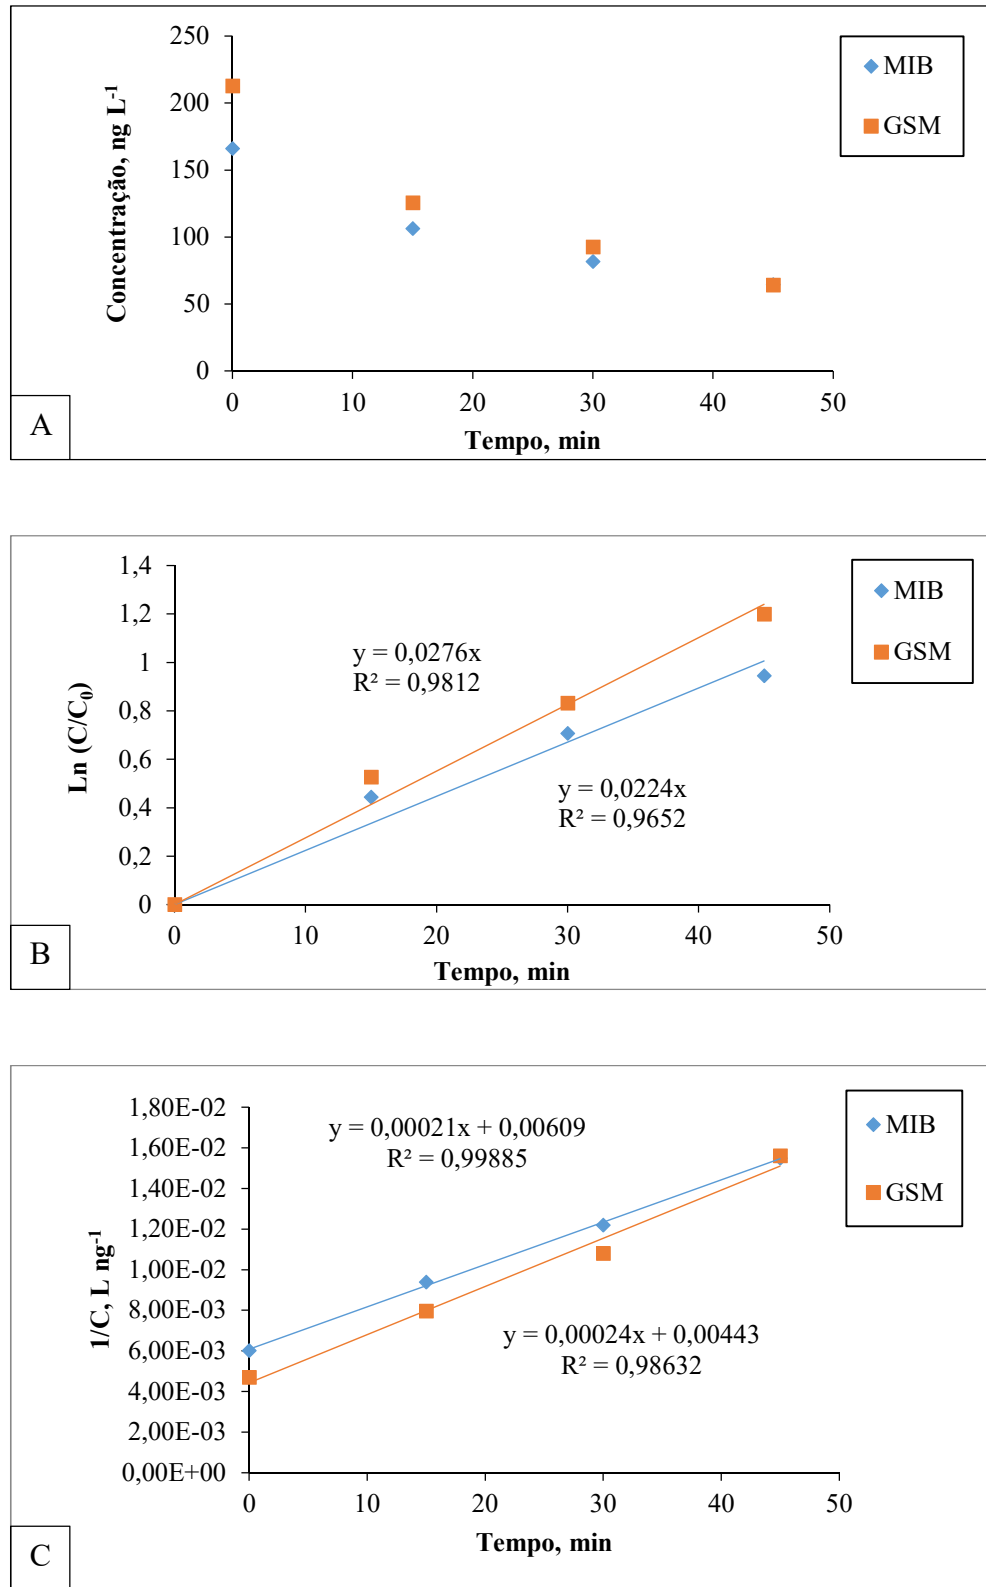 250
200
150
100
50
0
Concentração, ng L⁻¹
0 10 20 30 40 50
Tempo, min
MIB
GSM
A
1,4
1,2
1
0,8
0,6
0,4
0,2
0
Ln (C/C₀)
y = 0,0276x
R² = 0,9812
y = 0,0224x
R² = 0,9652
0 10 20 30 40 50
Tempo, min
MIB
GSM
B
1,80E-02
1,60E-02
1,40E-02
1,20E-02
1,00E-02
8,00E-03
6,00E-03
4,00E-03
2,00E-03
0,00E+00
1/C, L ng⁻¹
y = 0,00021x + 0,00609
R² = 0,99885
y = 0,00024x + 0,00443
R² = 0,98632
0 10 20 30 40 50
Tempo, min
MIB
GSM
C